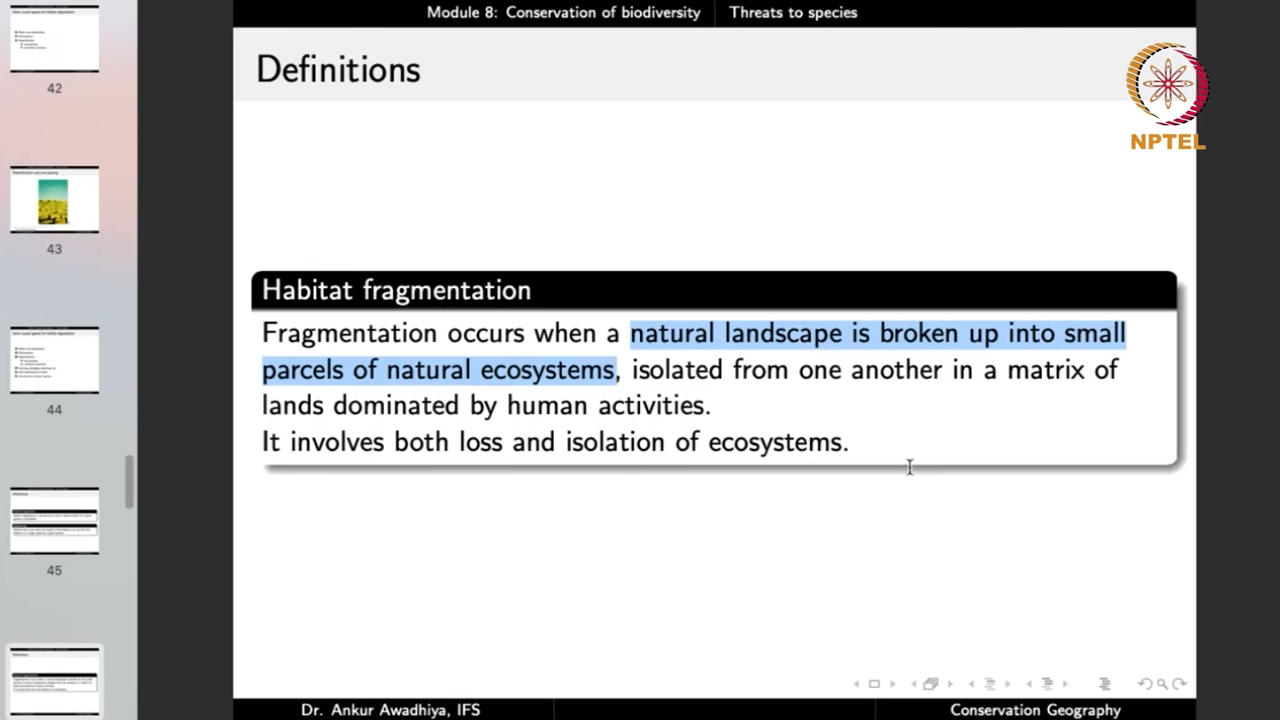 Module 8: Conservation of biodiversity
Threats to species
Definitions
NPTEL
Habitat fragmentation
Fragmentation occurs when a natural landscape is broken up into small
parcels of natural ecosystems, isolated from one another in a matrix of
lands dominated by human activities.
It involves both loss and isolation of ecosystems.
42
43
44
45
Dr. Ankur Awadhiya, IFS
Conservation Geography